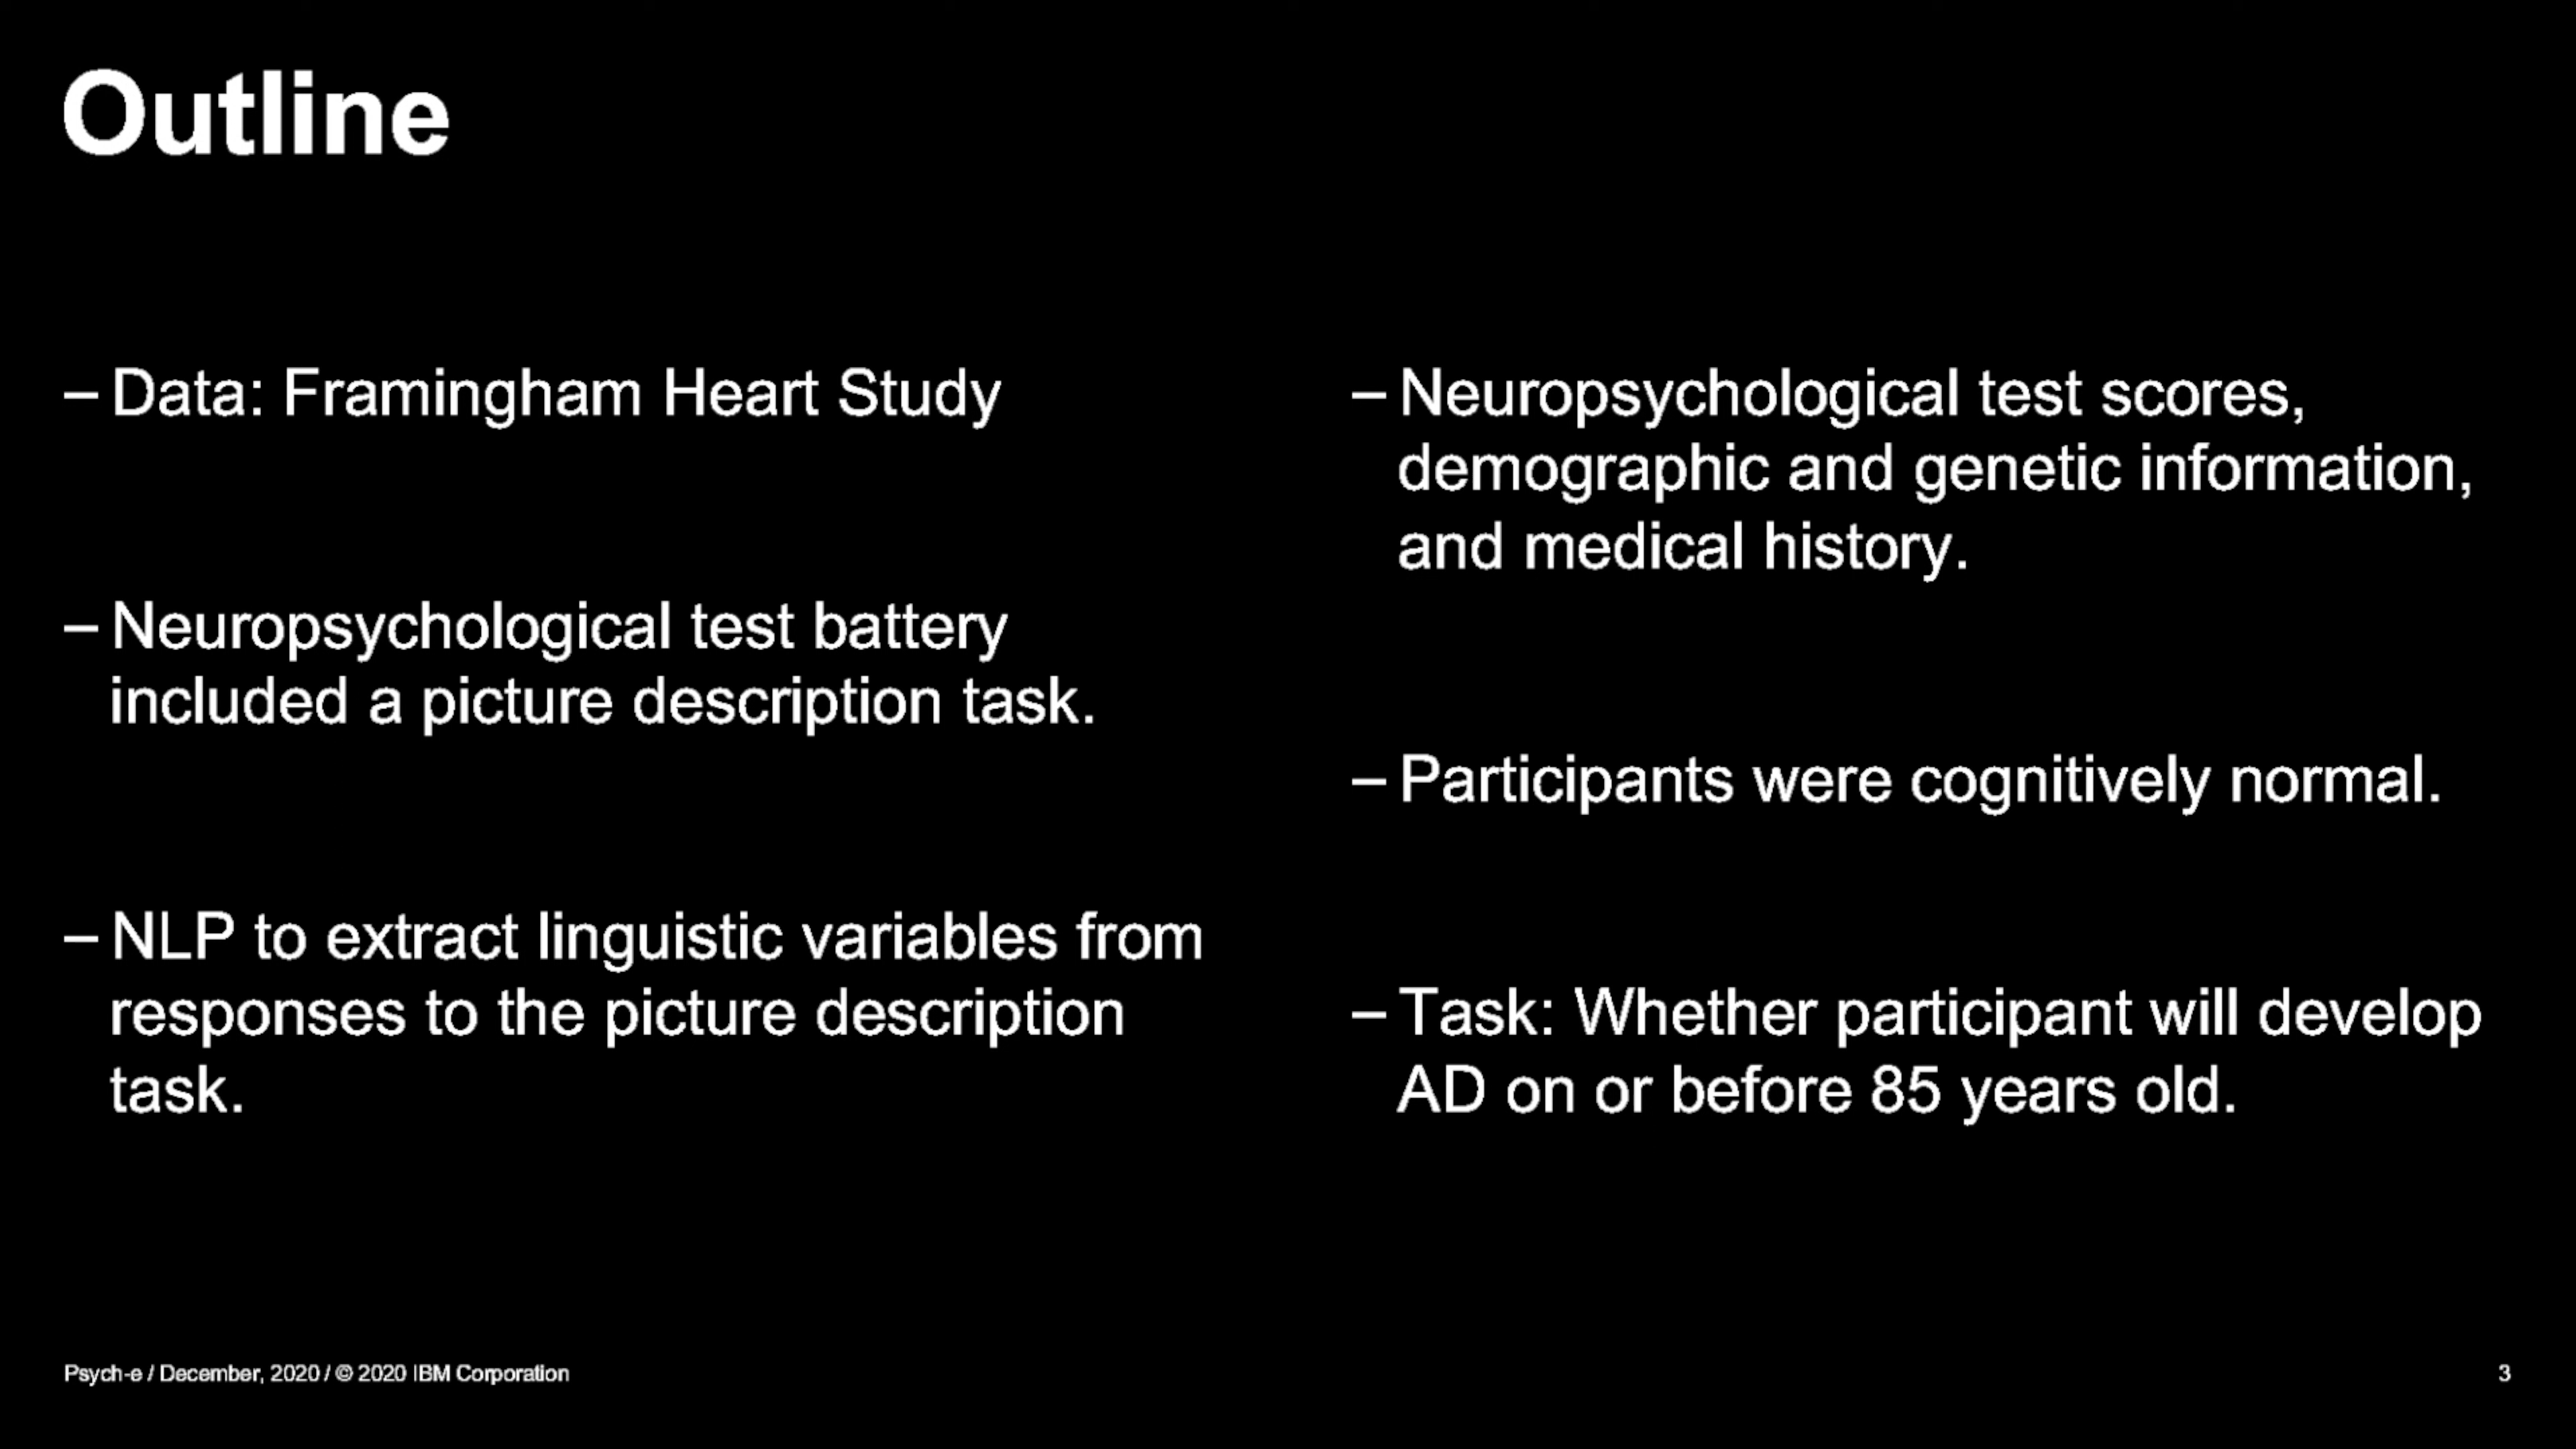 Outline
– Data: Framingham Heart Study
– Neuropsychological test battery
included a picture description task.
– NLP to extract linguistic variables from
responses to the picture description
task.
– Neuropsychological test scores,
demographic and genetic information,
and medical history.
– Participants were cognitively normal.
– Task: Whether participant will develop
AD on or before 85 years old.
Psych-e / December, 2020 / © 2020 IBM Corporation
3